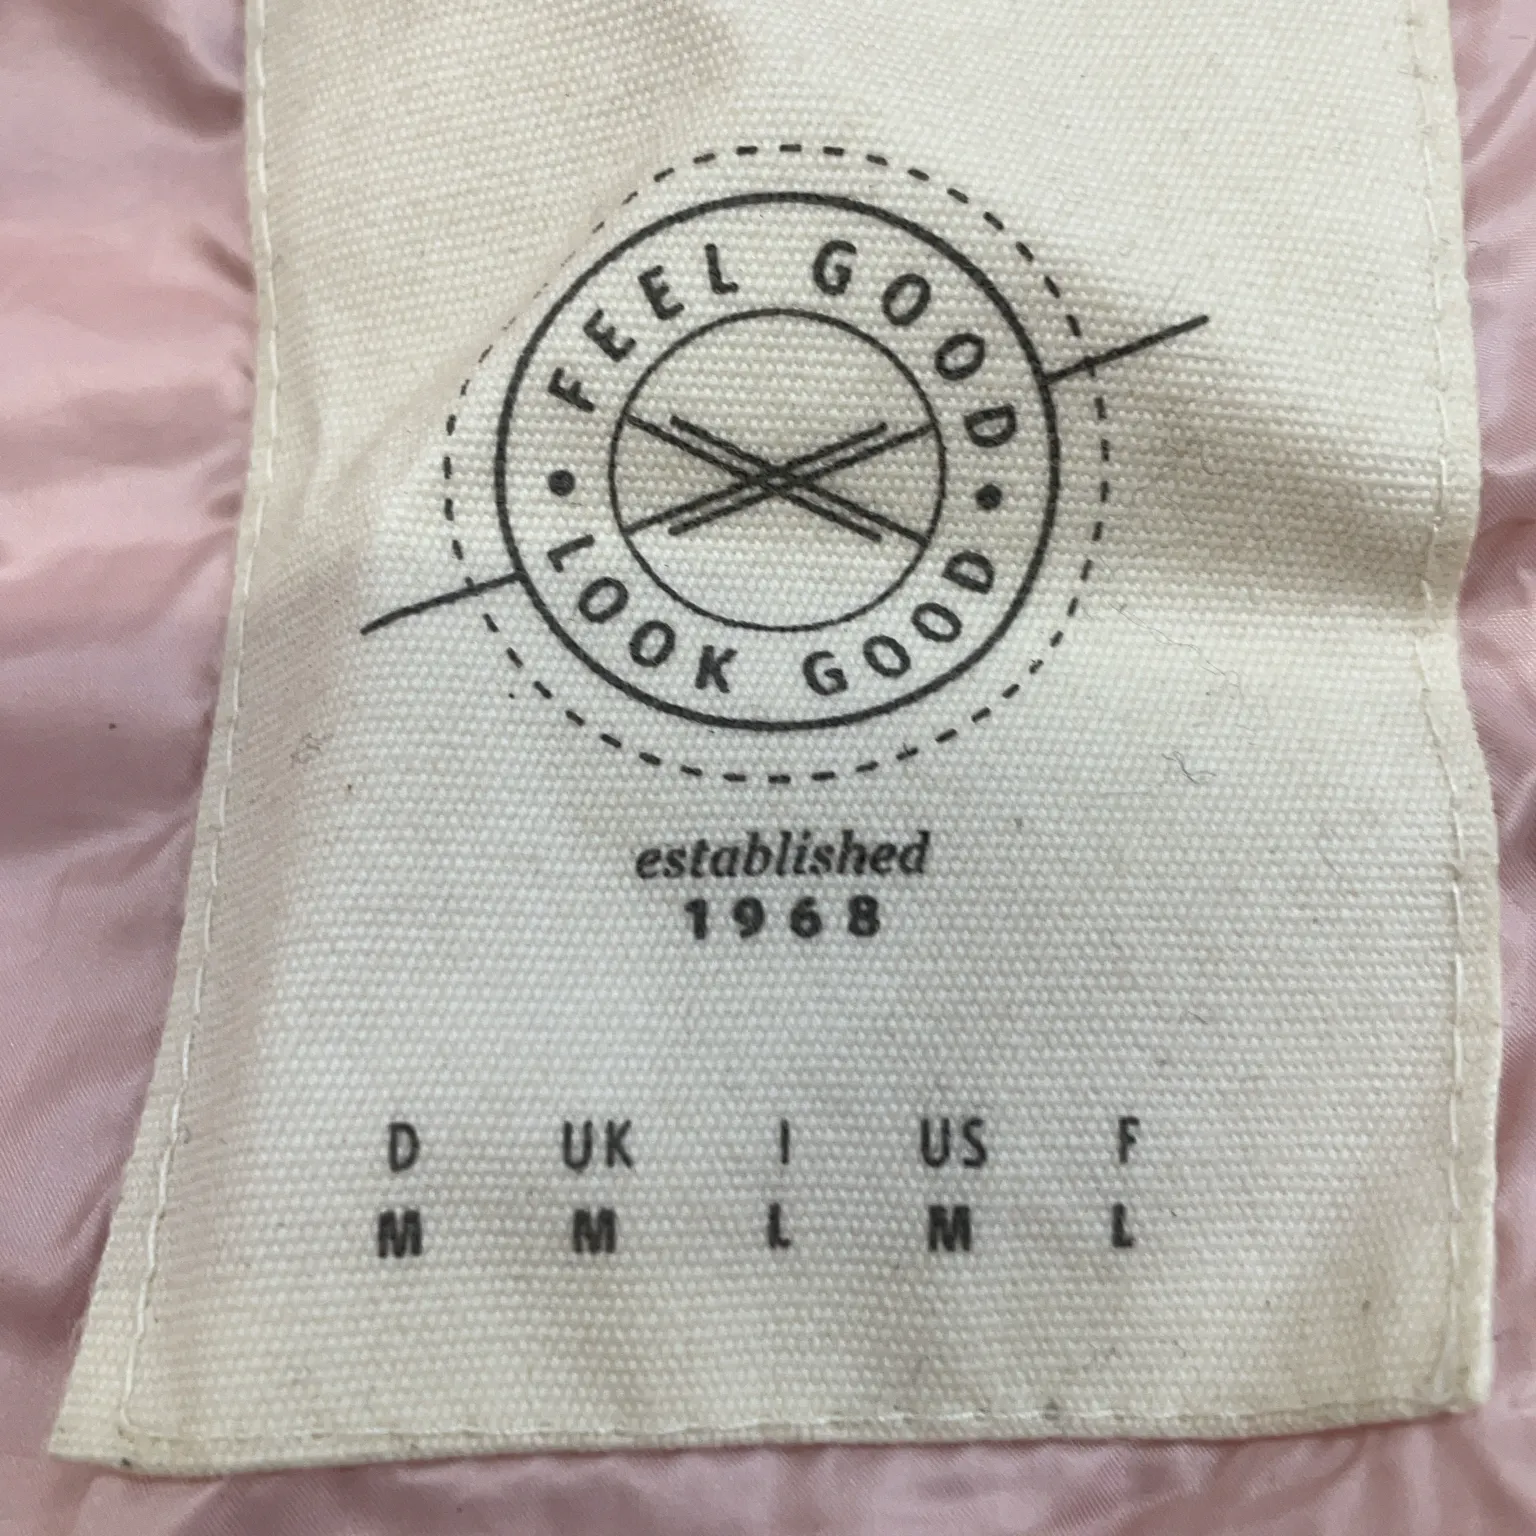 FEEL GOOD
• LOOK GOOD •
established
1968
D UK I US F
M M L M L